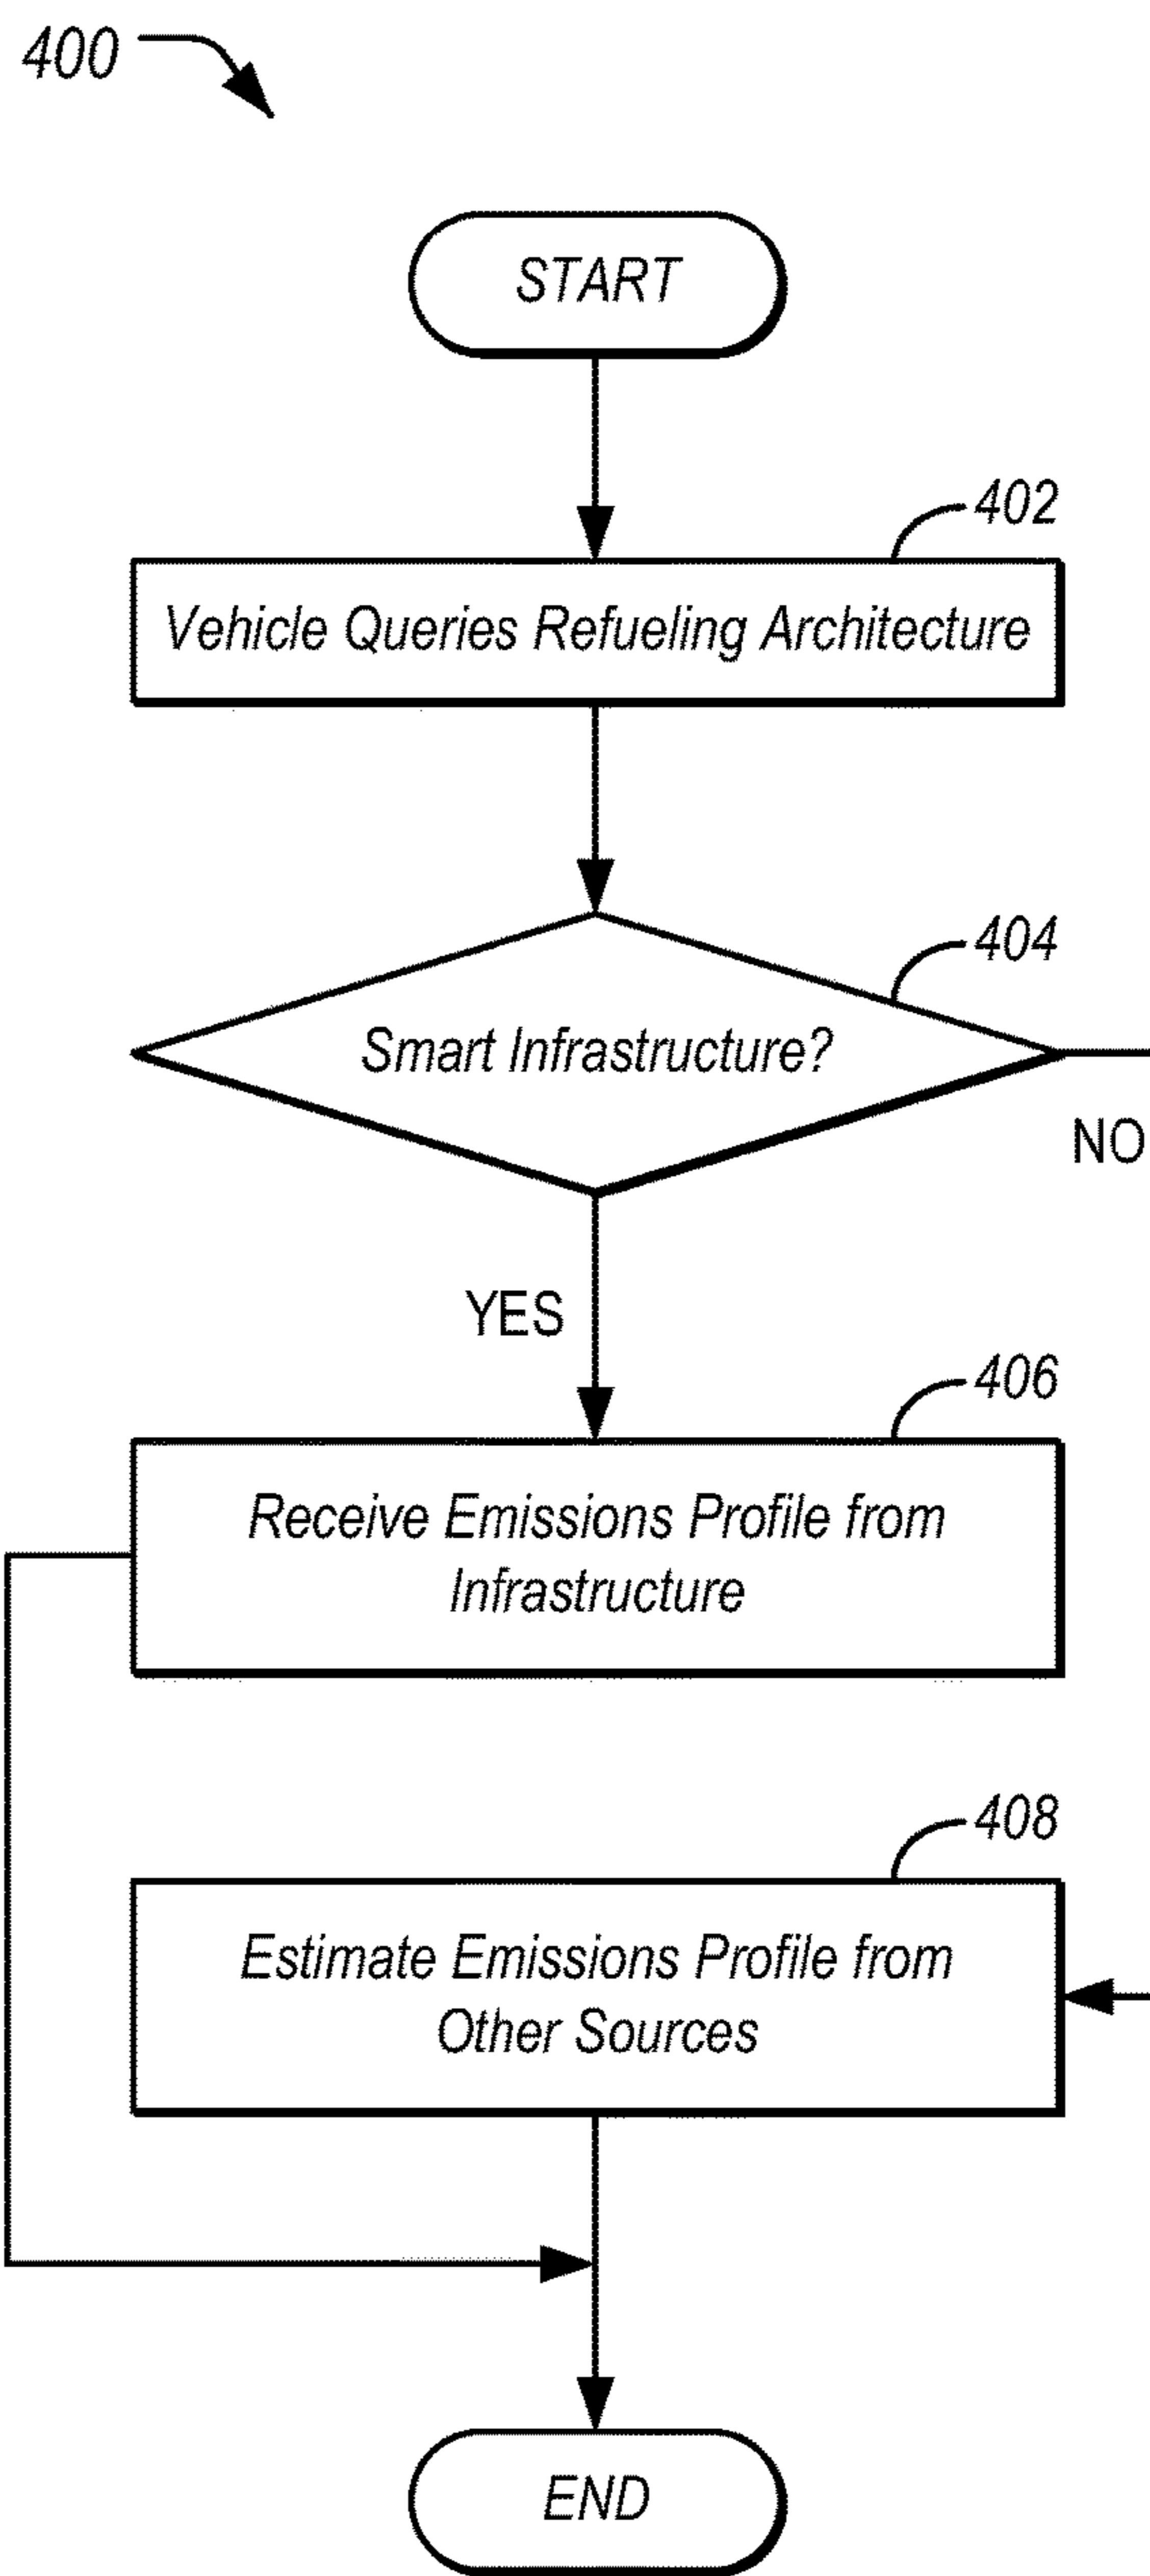 400
START
402
Vehicle Queries Refueling Architecture
404
Smart Infrastructure?
NO
YES
406
Receive Emissions Profile from
Infrastructure
408
Estimate Emissions Profile from
Other Sources
END